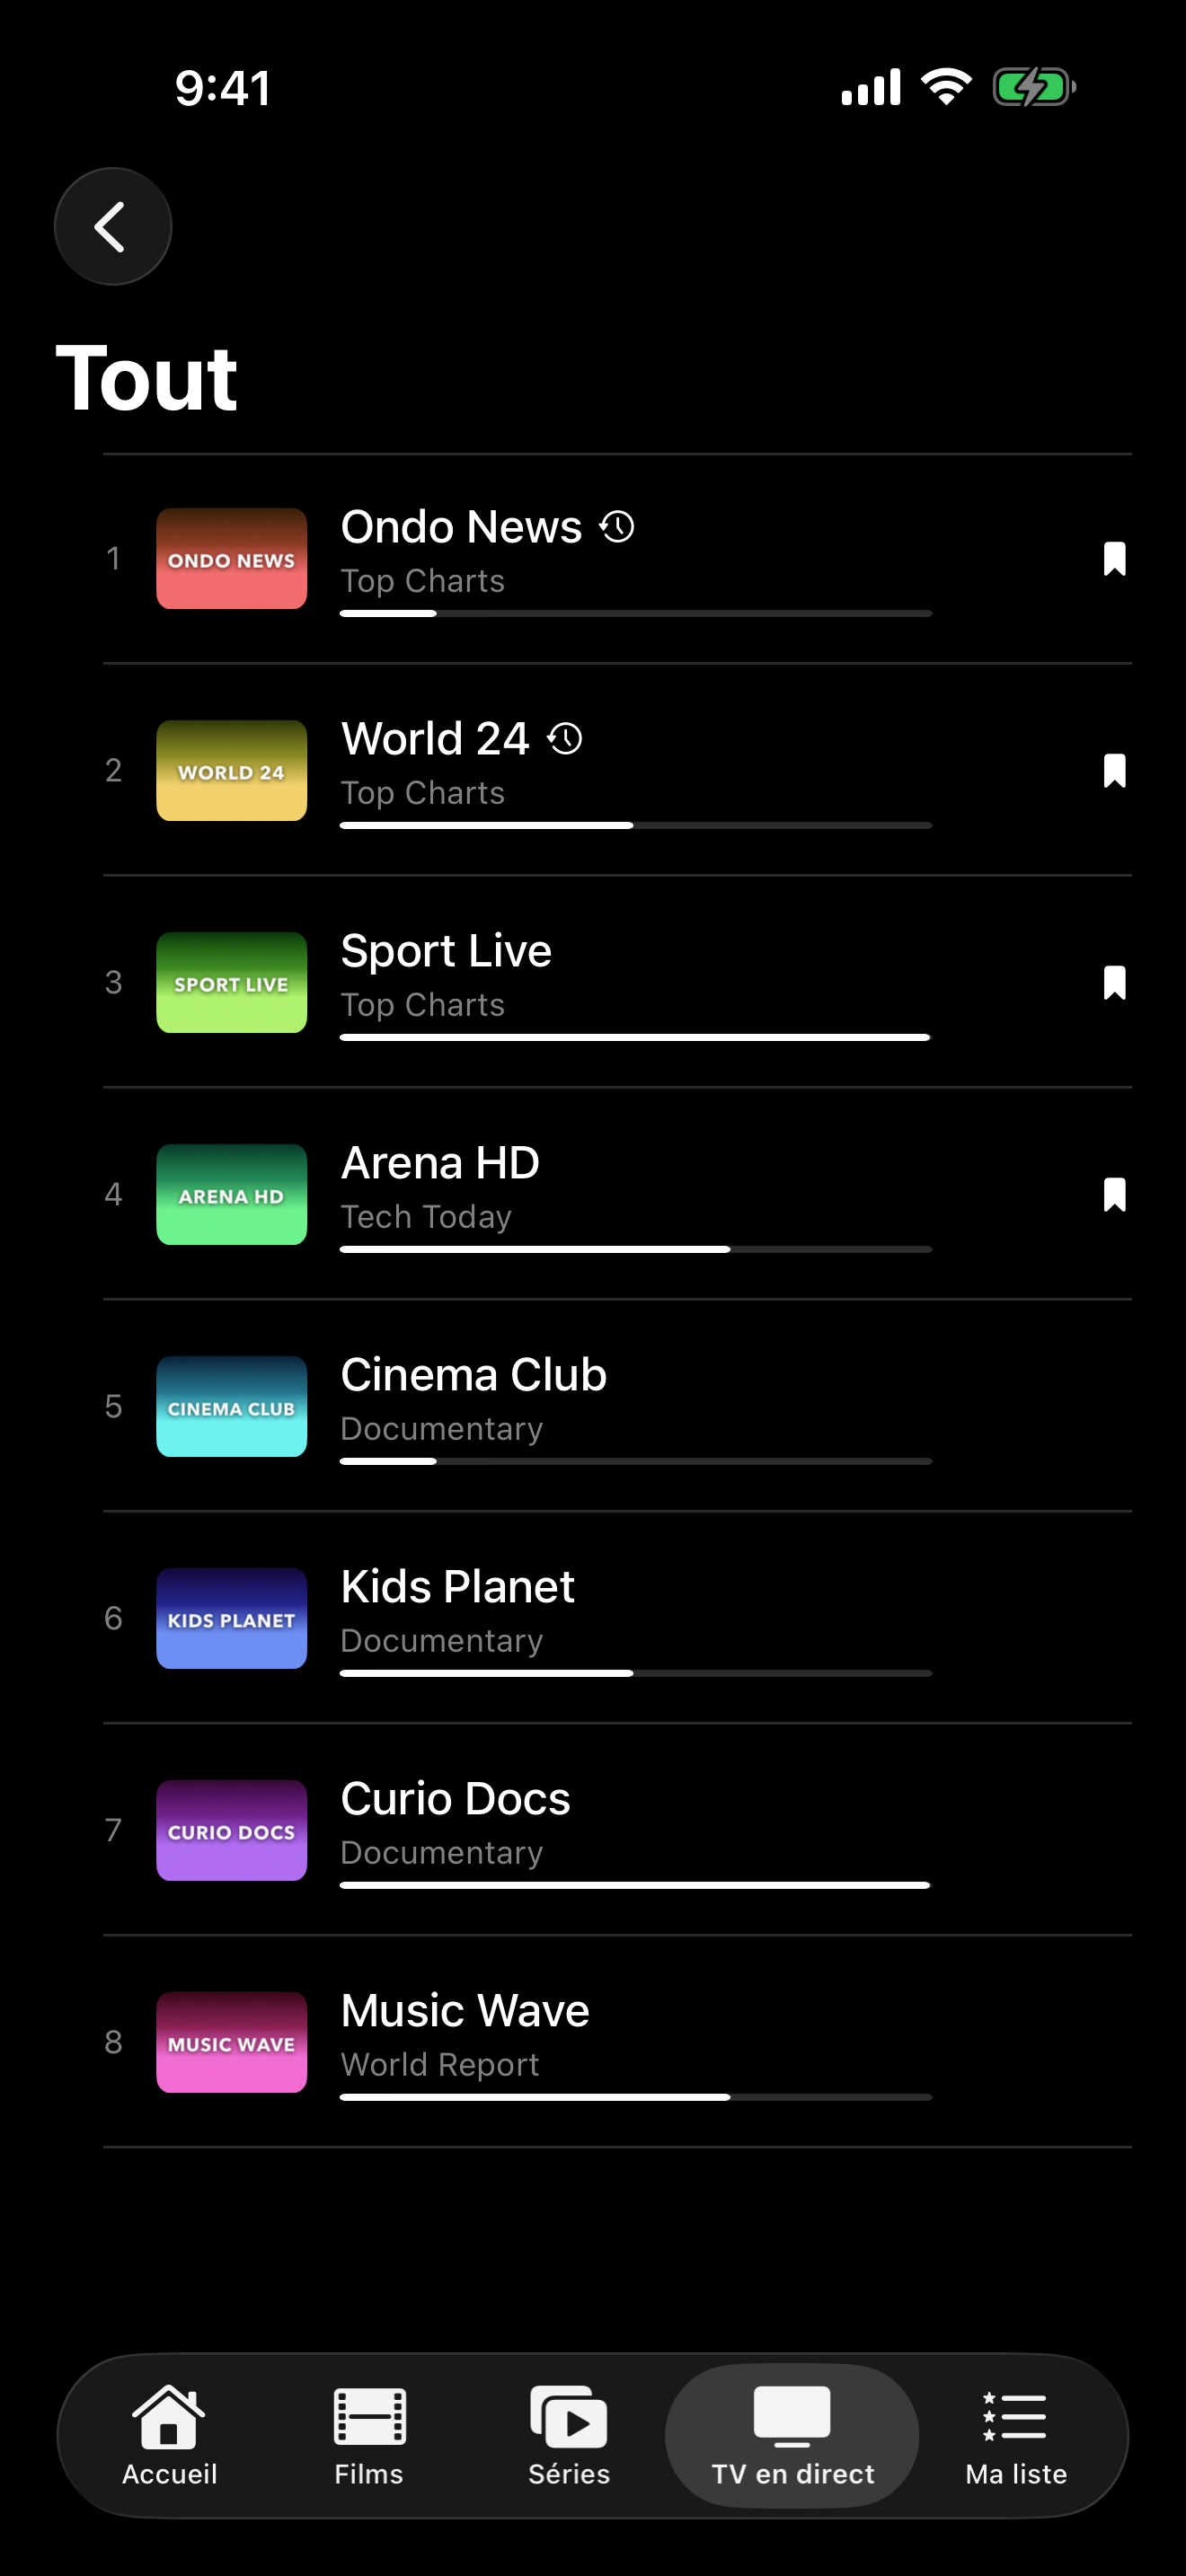 9:41
Tout
1
ONDO NEWS
Ondo News
Top Charts
2
WORLD 24
World 24
Top Charts
3
SPORT LIVE
Sport Live
Top Charts
4
ARENA HD
Arena HD
Tech Today
5
CINEMA CLUB
Cinema Club
Documentary
6
KIDS PLANET
Kids Planet
Documentary
7
CURIO DOCS
Curio Docs
Documentary
8
MUSIC WAVE
Music Wave
World Report
Accueil
Films
Séries
TV en direct
Ma liste